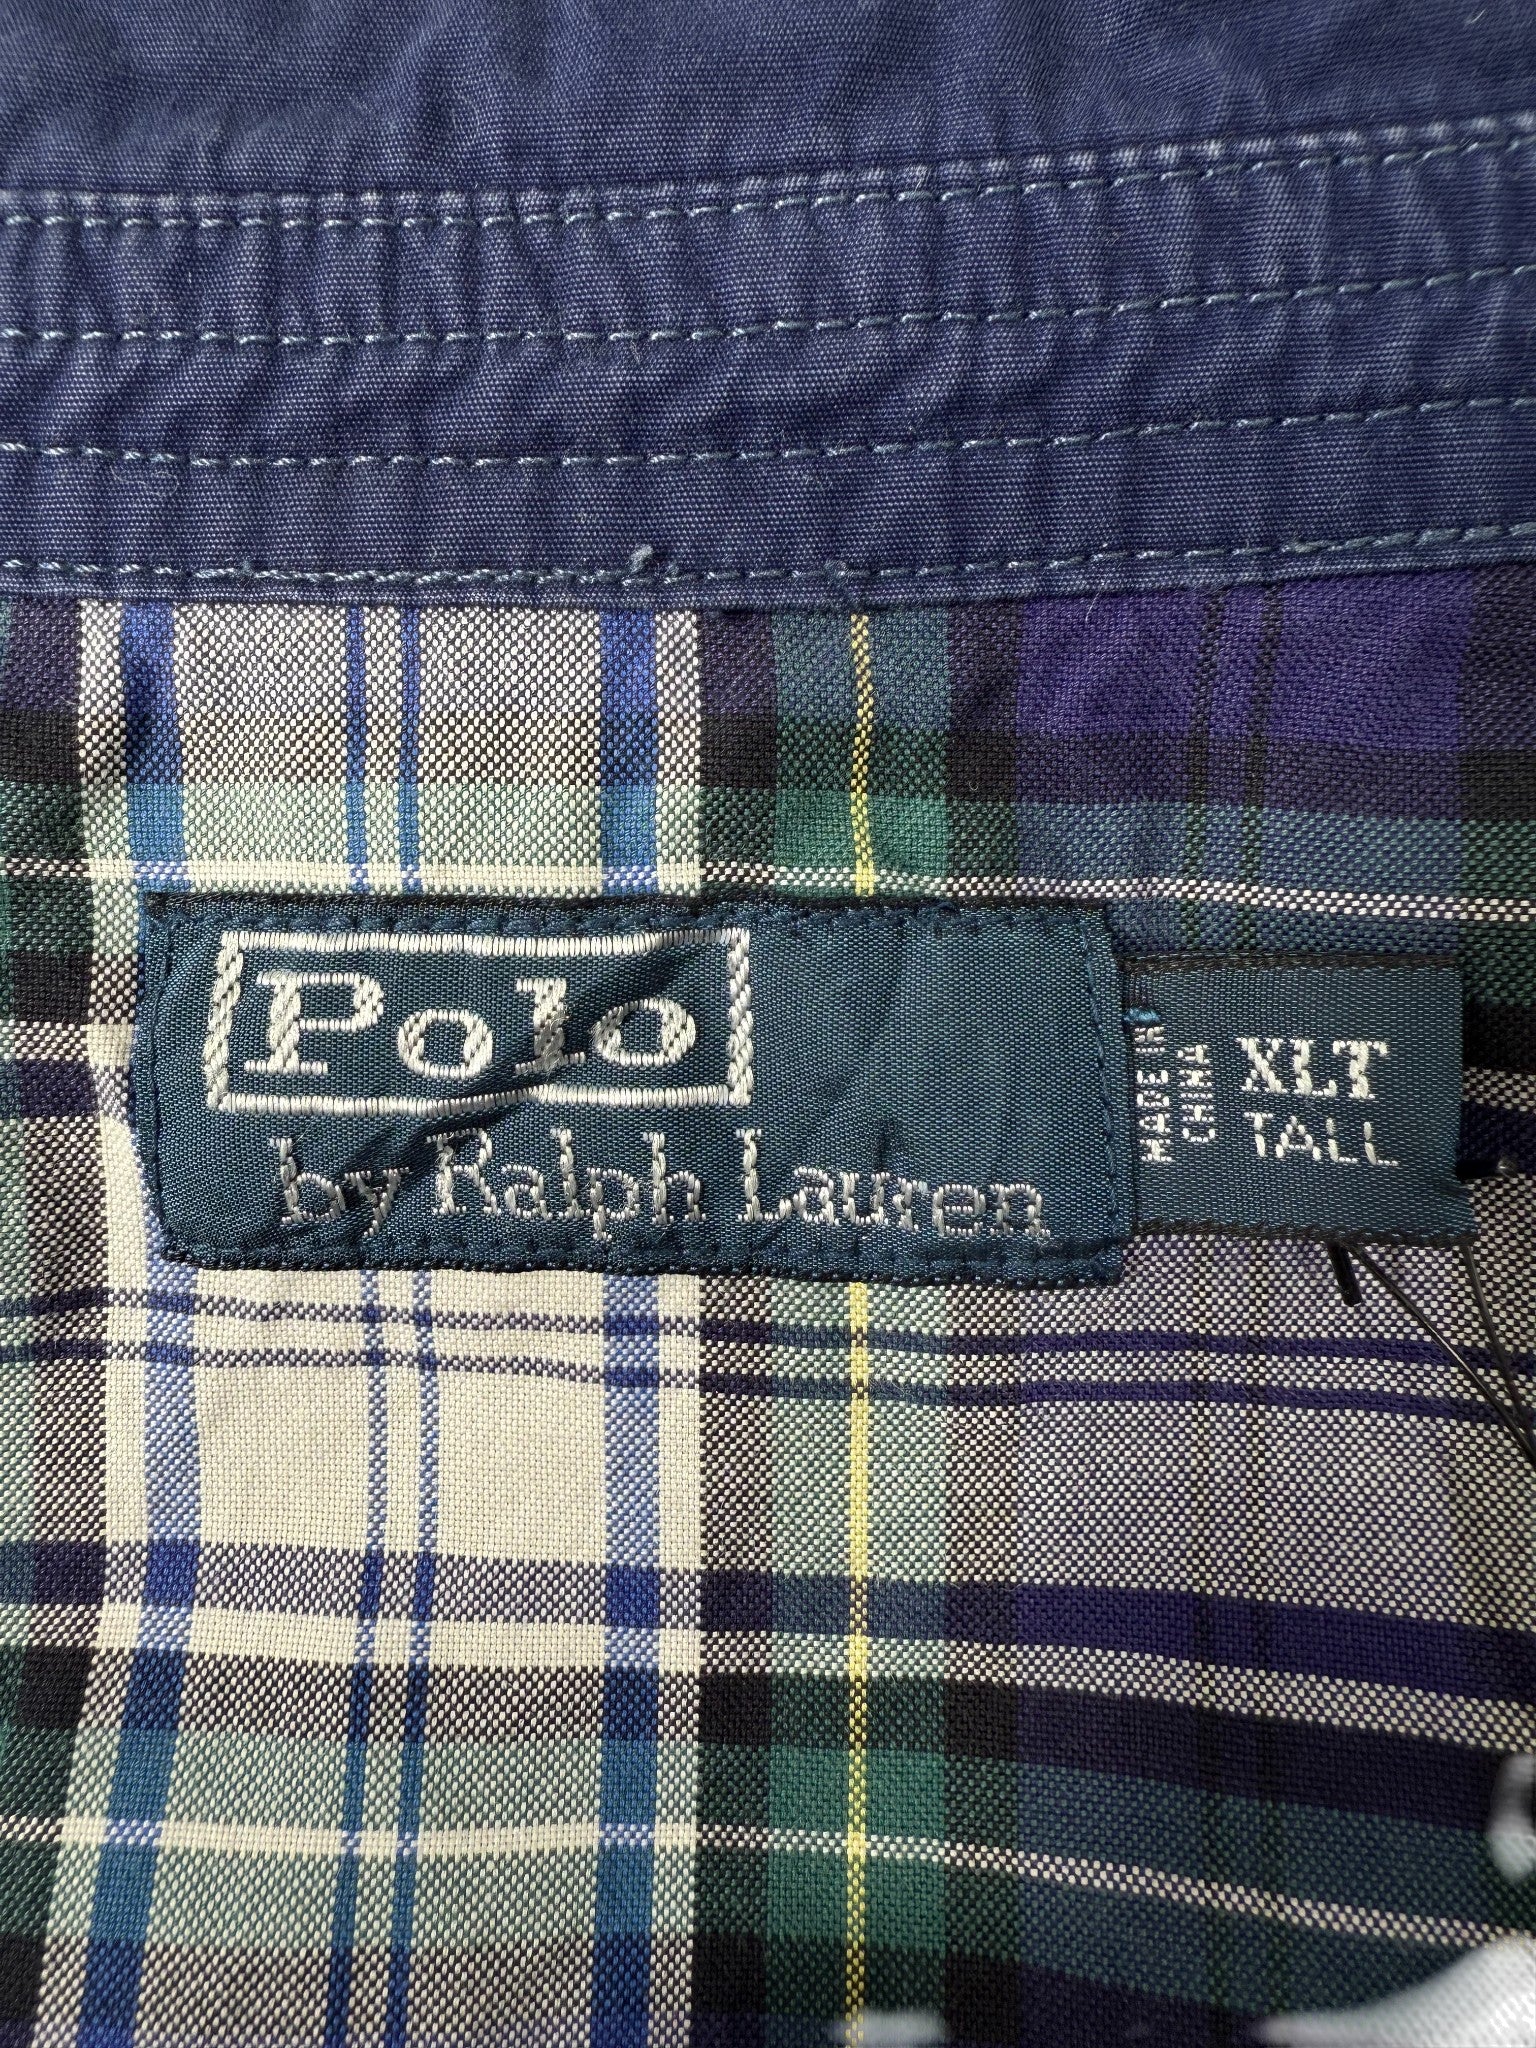 Polo
by Ralph Lauren
MADE IN
CHINA
XLT
TALL